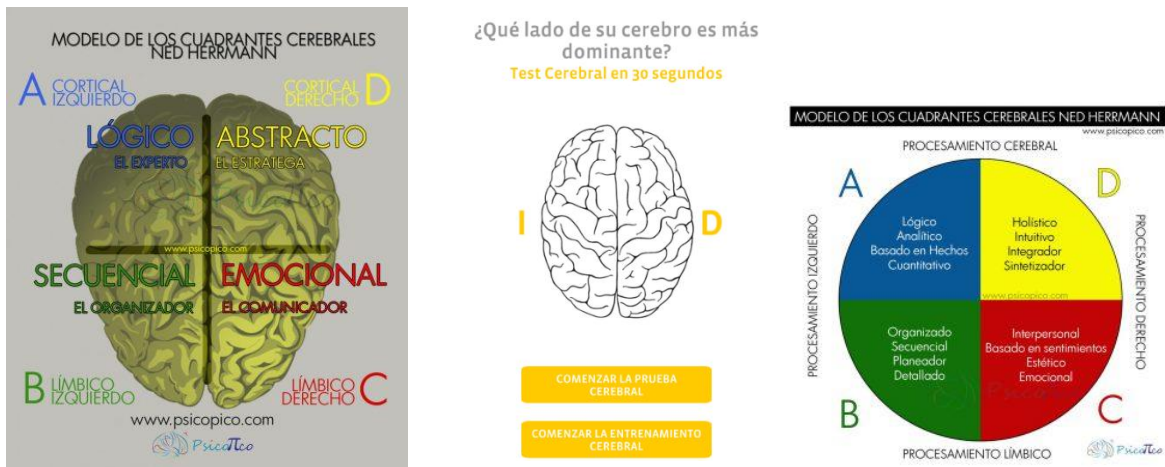 MODELO DE LOS CUADRANTES CEREBRALES
NED HERRMANN
A CORTICAL IZQUIERDO
CORTICAL DERECHO D
LÓGICO
EL EXPERTO
ABSTRACTO
EL ESTRATEGA
www.psicopico.com
SECUENCIAL
EL ORGANIZADOR
EMOCIONAL
EL COMUNICADOR
B LÍMBICO IZQUIERDO
LÍMBICO DERECHO C
www.psicopico.com
Psicoπco
¿Qué lado de su cerebro es más
dominante?
Test Cerebral en 30 segundos
I
D
COMENZAR LA PRUEBA
CEREBRAL
COMENZAR LA ENTRENAMIENTO
CEREBRAL
MODELO DE LOS CUADRANTES CEREBRALES NED HERRMANN
www.psicopico.com
PROCESAMIENTO CEREBRAL
A
D
PROCESAMIENTO IZQUIERDO
PROCESAMIENTO DERECHO
Lógico
Analítico
Basado en Hechos
Cuantitativo
Holístico
Intuitivo
Integrador
Sintetizador
www.psicopico.com
Organizado
Secuencial
Planeador
Detallado
Interpersonal
Basado en sentimientos
Estético
Emocional
B
C
PROCESAMIENTO LÍMBICO
Psicoπco